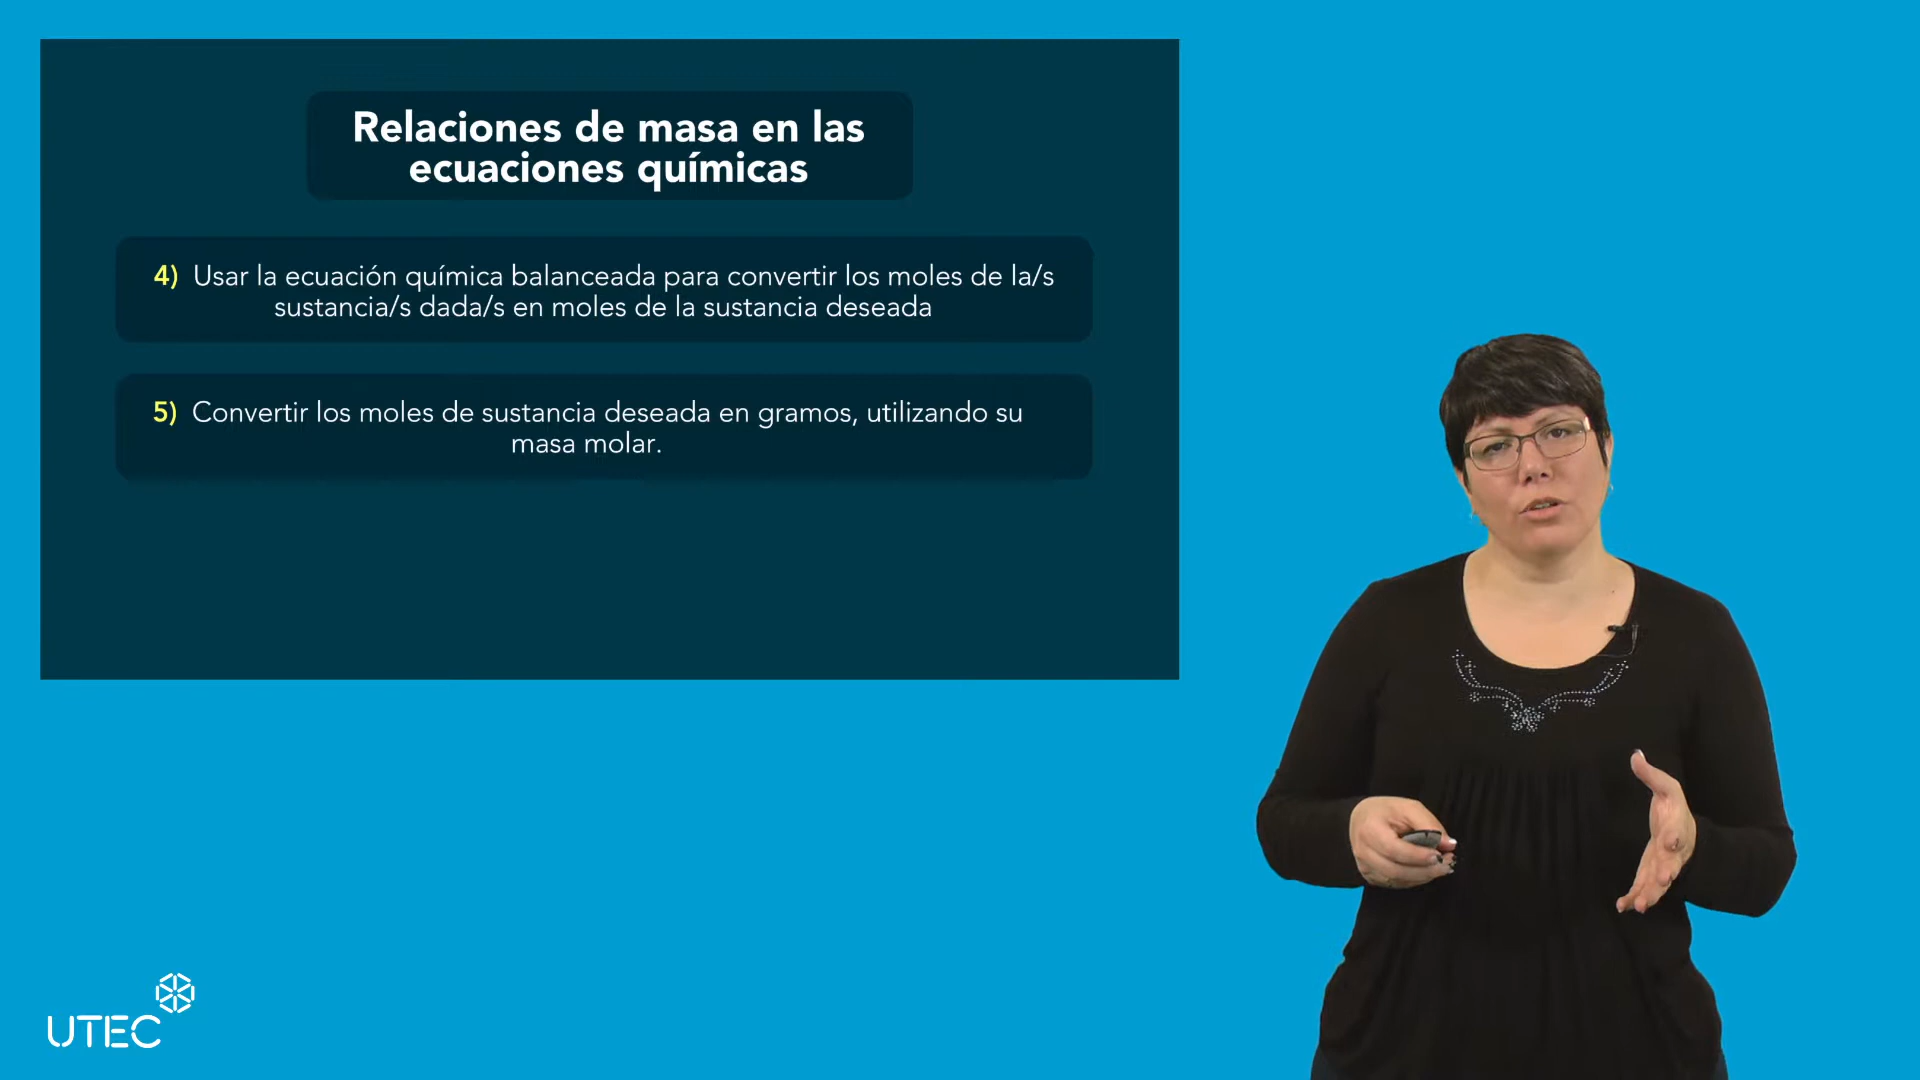 Relaciones de masa en las
ecuaciones químicas
4) Usar la ecuación química balanceada para convertir los moles de la/s
sustancia/s dada/s en moles de la sustancia deseada
5) Convertir los moles de sustancia deseada en gramos, utilizando su
masa molar.
UTEC